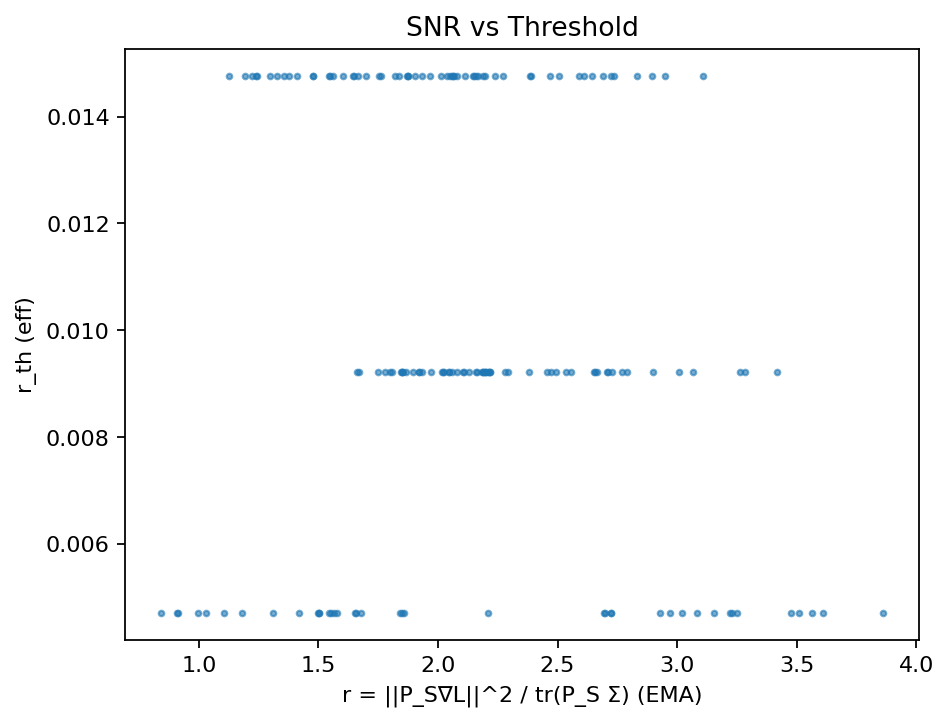 SNR vs Threshold
0.014
0.012
0.010
0.008
0.006
r_th (eff)
1.0 1.5 2.0 2.5 3.0 3.5 4.0
r = ||P_S∇L||^2 / tr(P_S Σ) (EMA)